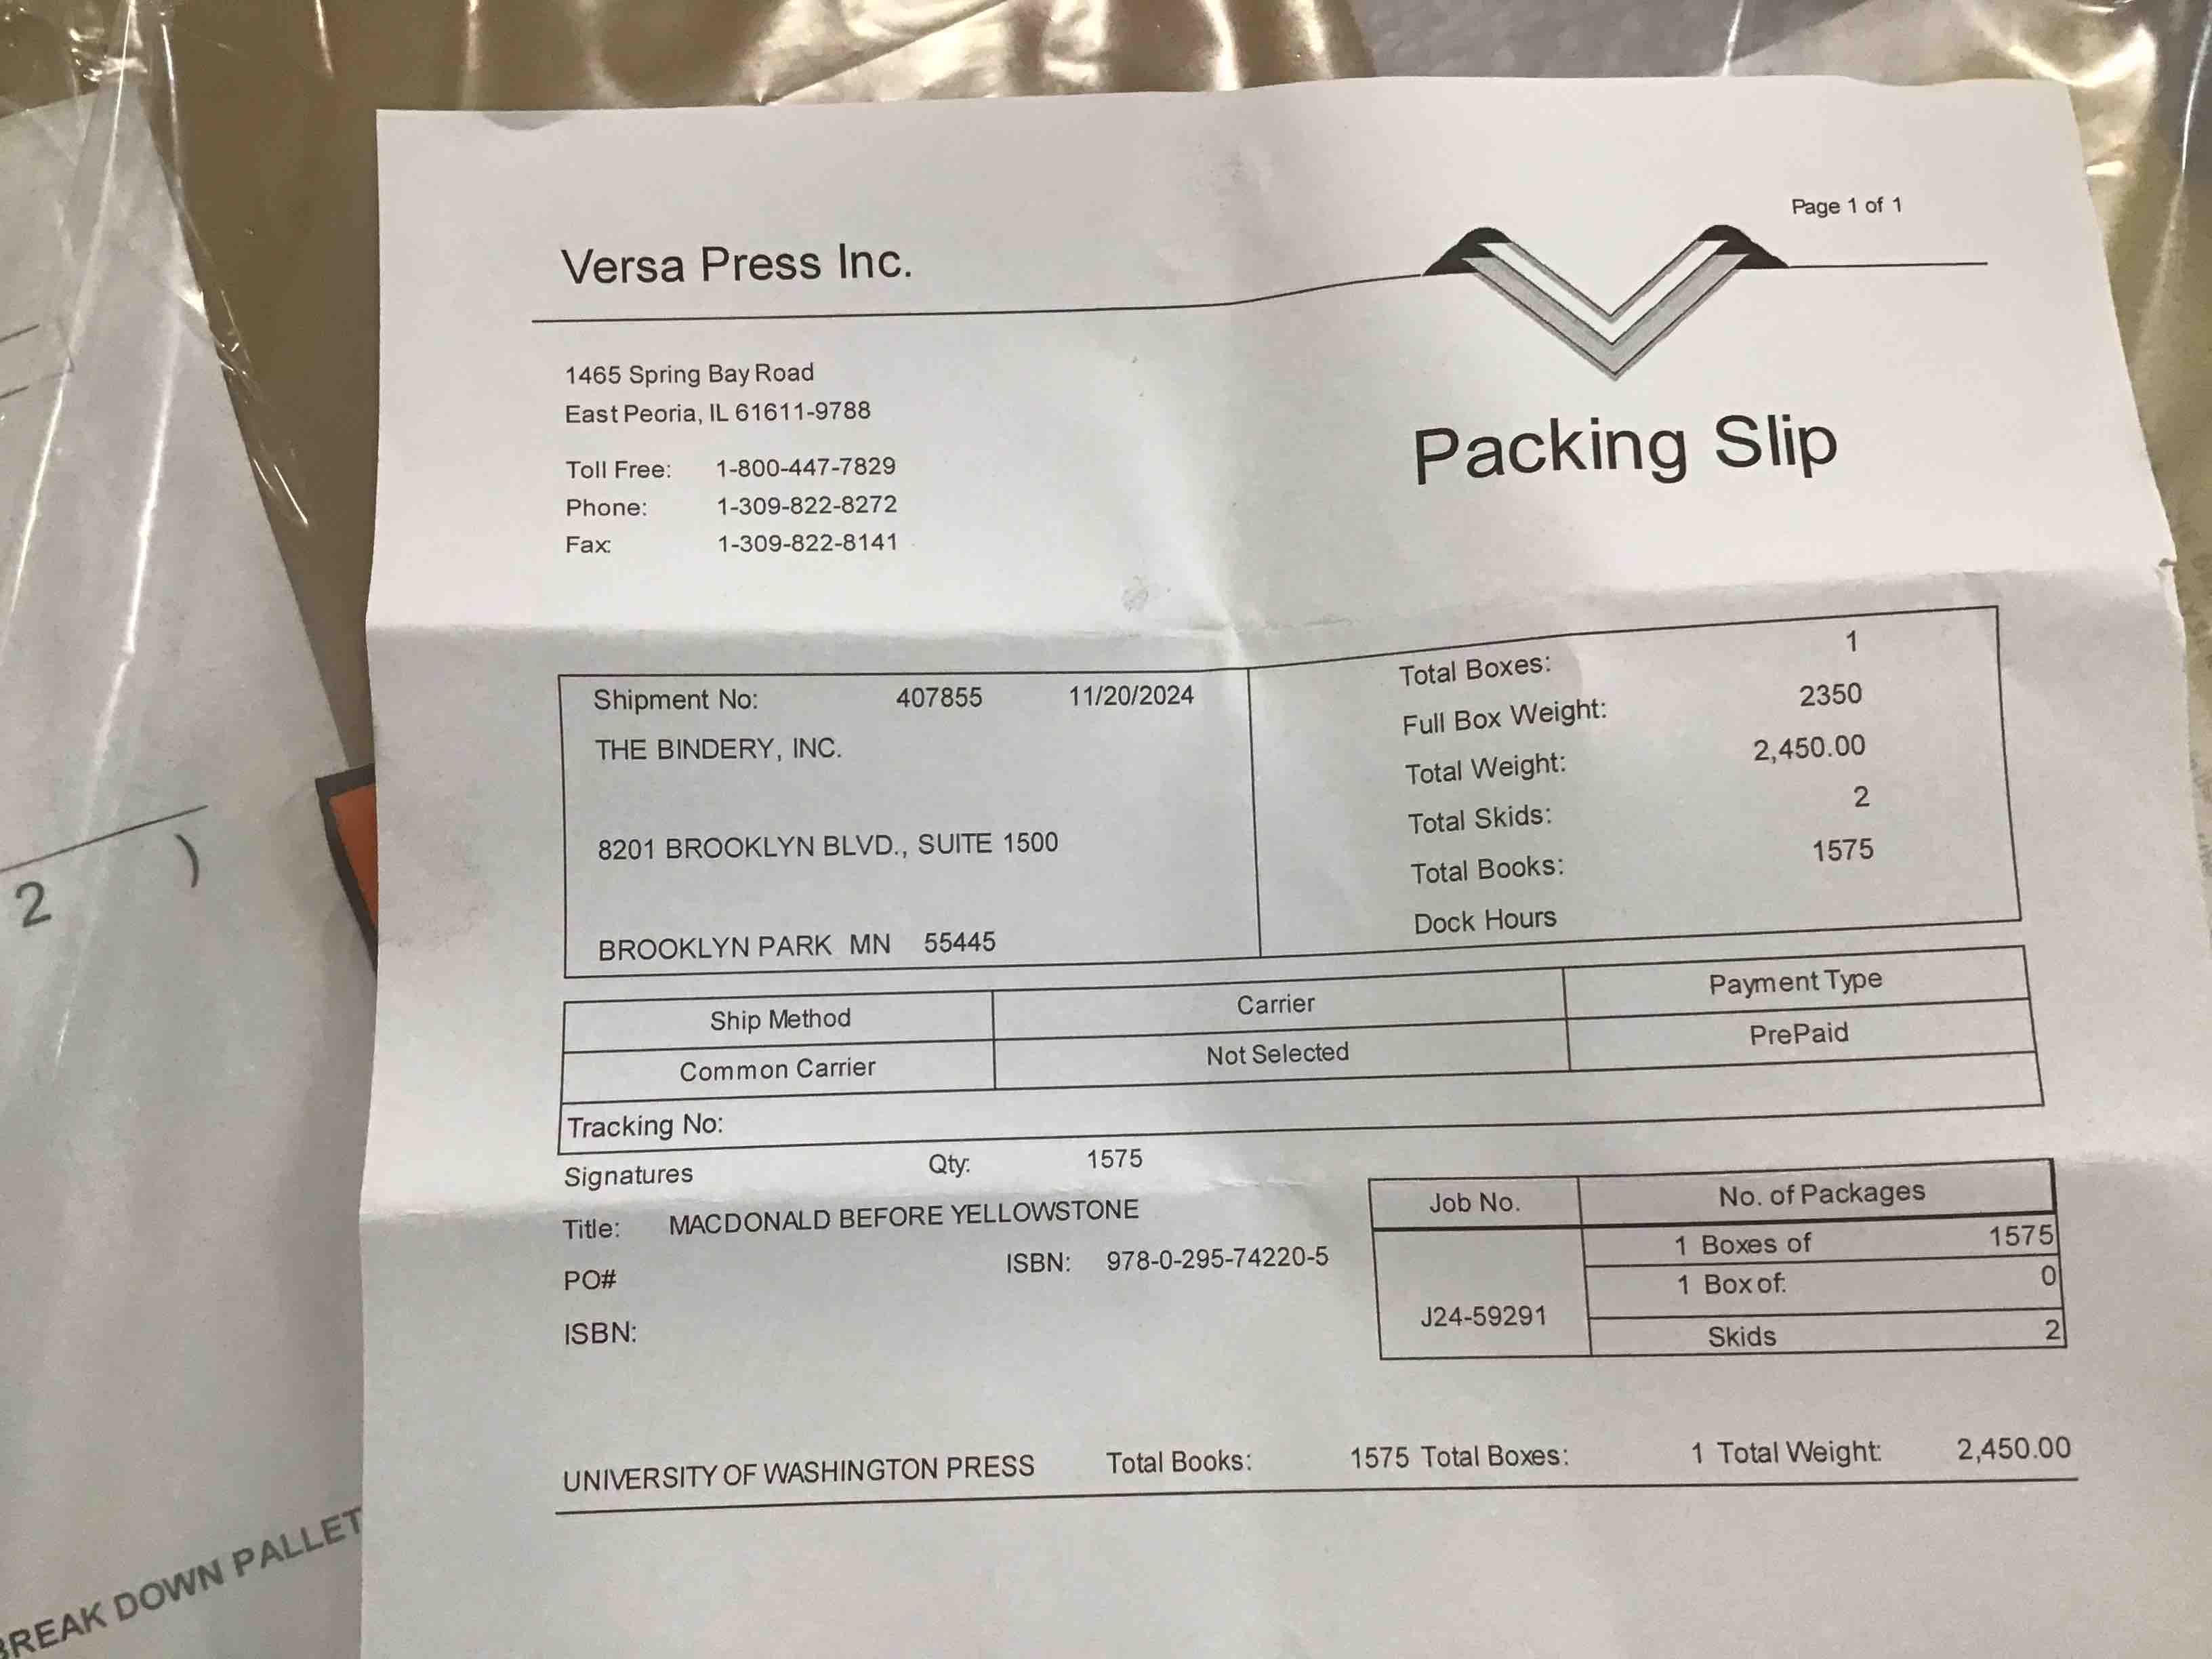 Page 1 of 1
Versa Press Inc.
1465 Spring Bay Road
East Peoria, IL 61611-9788
Toll Free: 1-800-447-7829
Phone: 1-309-822-8272
Fax: 1-309-822-8141
Packing Slip
Shipment No: 407855 11/20/2024
THE BINDERY, INC.
8201 BROOKLYN BLVD., SUITE 1500
BROOKLYN PARK MN 55445
Total Boxes: 1
Full Box Weight: 2350
Total Weight: 2,450.00
Total Skids: 2
Total Books: 1575
Dock Hours
Ship Method Carrier Payment Type
Common Carrier Not Selected PrePaid
Tracking No:
Signatures Qty: 1575
Title: MACDONALD BEFORE YELLOWSTONE
PO# ISBN: 978-0-295-74220-5
ISBN:
Job No. No. of Packages
J24-59291
1 Boxes of 1575
1 Box of: 0
Skids 2
UNIVERSITY OF WASHINGTON PRESS Total Books: 1575 Total Boxes: 1 Total Weight: 2,450.00
2 )
BREAK DOWN PALLET